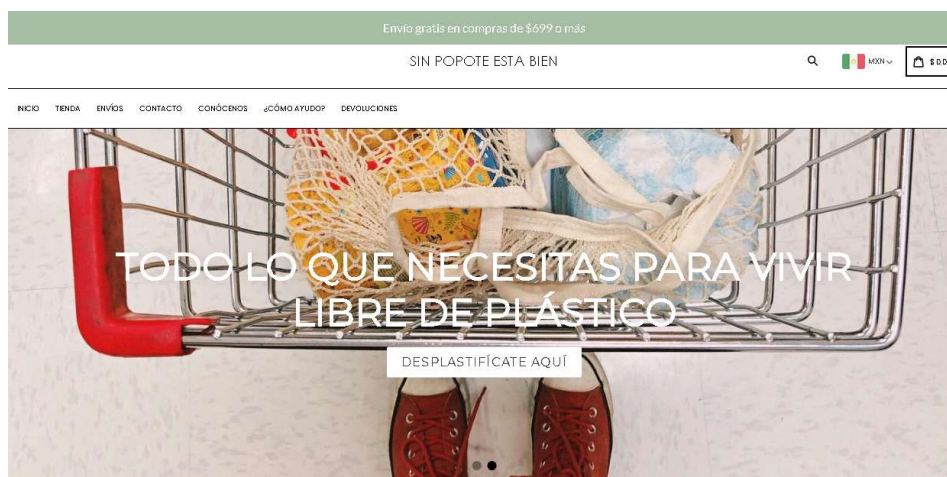 Envío gratis en compras de $699 o más
SIN POPOTE ESTA BIEN
MXN
INICIO TIENDA ENVÍOS CONTACTO CONÓCENOS ¿CÓMO AYUDO? DEVOLUCIONES
TODO LO QUE NECESITAS PARA VIVIR
LIBRE DE PLÁSTICO
DESPLASTIFÍCATE AQUÍ